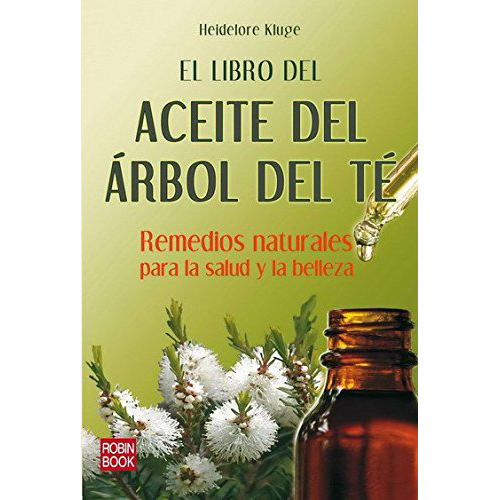 Heidelore Kluge
EL LIBRO DEL
ACEITE DEL
ÁRBOL DEL TÉ
Remedios naturales
para la salud y la belleza
ROBIN
BOOK